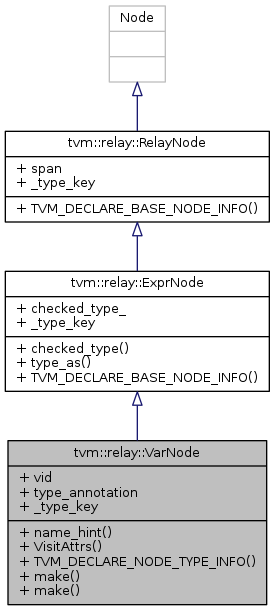 Node
tvm::relay::RelayNode
+ span
+ _type_key
+ TVM_DECLARE_BASE_NODE_INFO()
tvm::relay::ExprNode
+ checked_type_
+ _type_key
+ checked_type()
+ type_as()
+ TVM_DECLARE_BASE_NODE_INFO()
tvm::relay::VarNode
+ vid
+ type_annotation
+ _type_key
+ name_hint()
+ VisitAttrs()
+ TVM_DECLARE_NODE_TYPE_INFO()
+ make()
+ make()